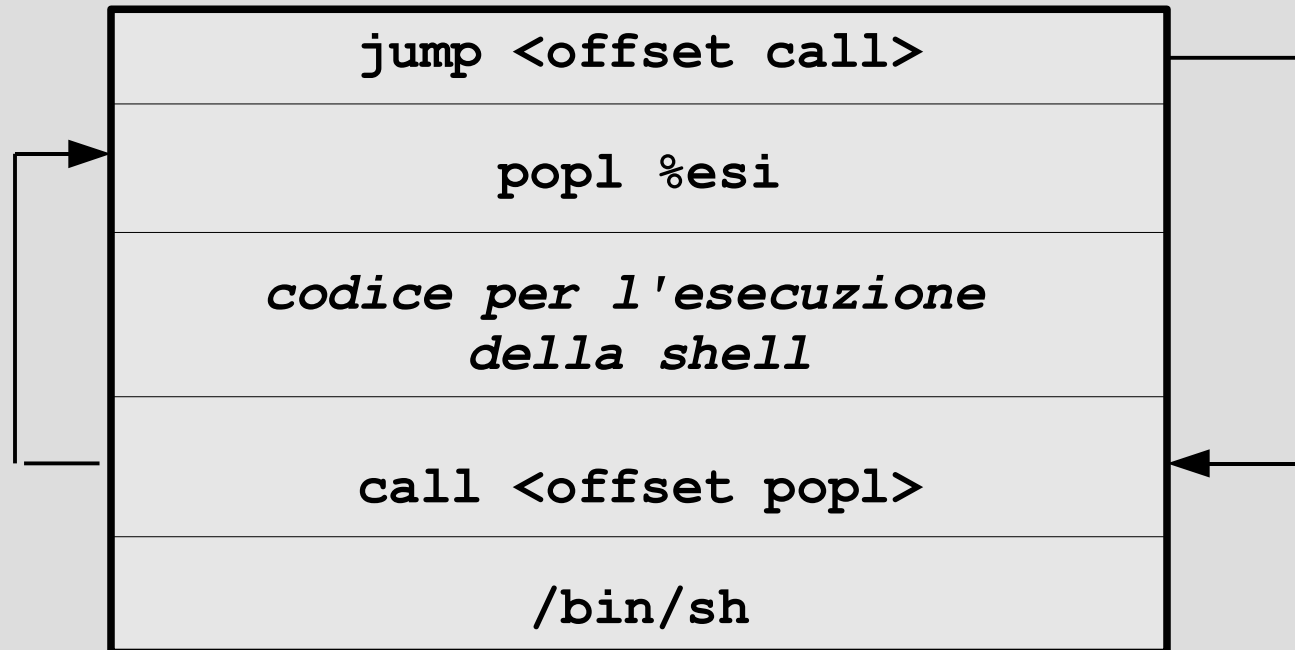 jump <offset call>
popl %esi
codice per l'esecuzione
della shell
call <offset popl>
/bin/sh